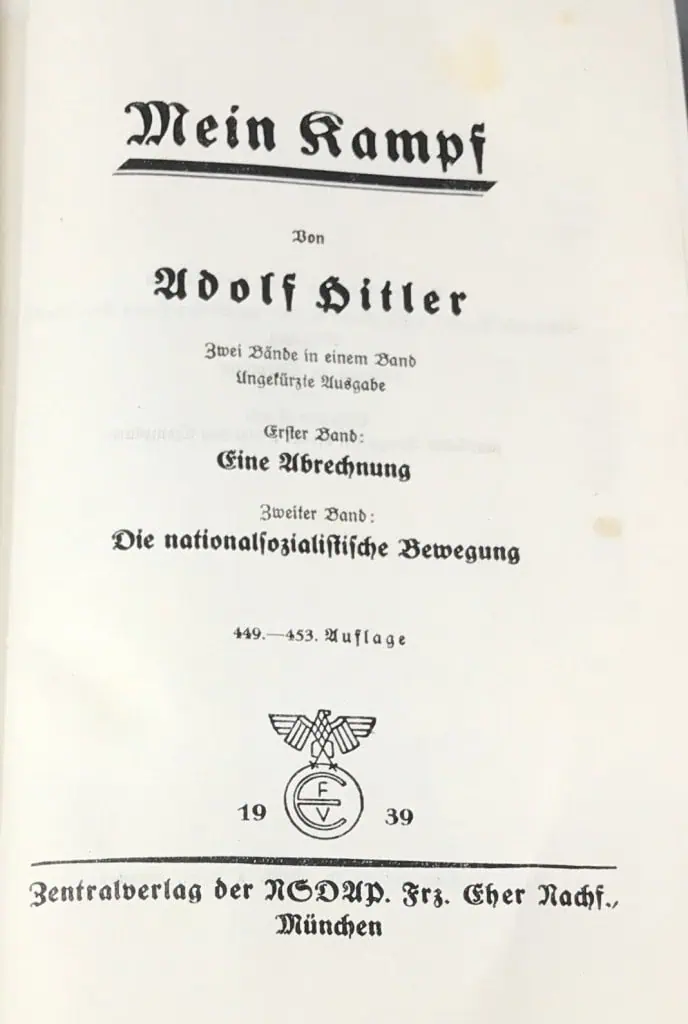 Mein Kampf
Von
Adolf Hitler
Zwei Bände in einem Band
Ungekürzte Ausgabe
Erster Band:
Eine Abrechnung
Zweiter Band:
Die nationalsozialistische Bewegung
449.—453. Auflage
F
E
V
19 39
Zentralverlag der NSDAP. Frz. Eher Nachf.,
München